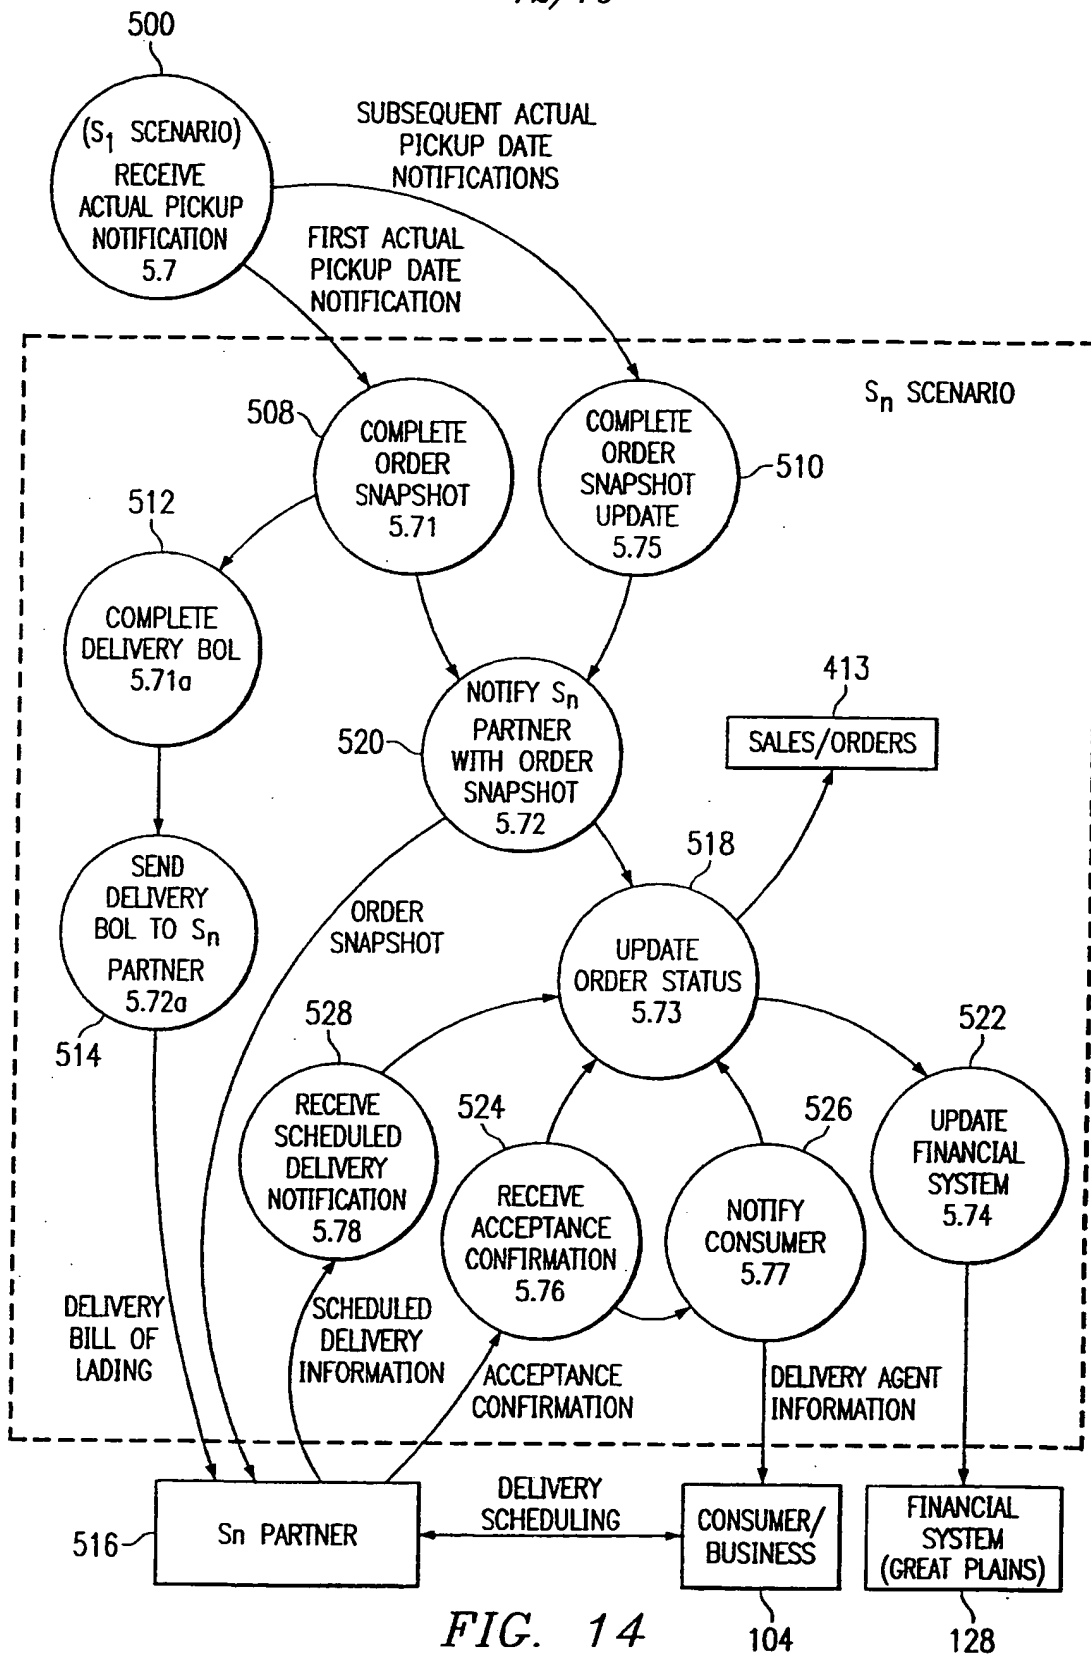 500
(S1 SCENARIO)
RECEIVE
ACTUAL PICKUP
NOTIFICATION
5.7
SUBSEQUENT ACTUAL
PICKUP DATE
NOTIFICATIONS
FIRST ACTUAL
PICKUP DATE
NOTIFICATION
Sn SCENARIO
508
COMPLETE
ORDER
SNAPSHOT
5.71
COMPLETE
ORDER
SNAPSHOT
UPDATE
5.75
510
512
COMPLETE
DELIVERY BOL
5.71a
520
NOTIFY Sn
PARTNER
WITH ORDER
SNAPSHOT
5.72
413
SALES/ORDERS
SEND
DELIVERY
BOL TO Sn
PARTNER
5.72a
514
ORDER
SNAPSHOT
518
UPDATE
ORDER STATUS
5.73
528
RECEIVE
SCHEDULED
DELIVERY
NOTIFICATION
5.78
524
RECEIVE
ACCEPTANCE
CONFIRMATION
5.76
526
NOTIFY
CONSUMER
5.77
522
UPDATE
FINANCIAL
SYSTEM
5.74
DELIVERY
BILL OF
LADING
SCHEDULED
DELIVERY
INFORMATION
ACCEPTANCE
CONFIRMATION
DELIVERY AGENT
INFORMATION
516
Sn PARTNER
DELIVERY
SCHEDULING
CONSUMER/
BUSINESS
104
FINANCIAL
SYSTEM
(GREAT PLAINS)
128
FIG. 14